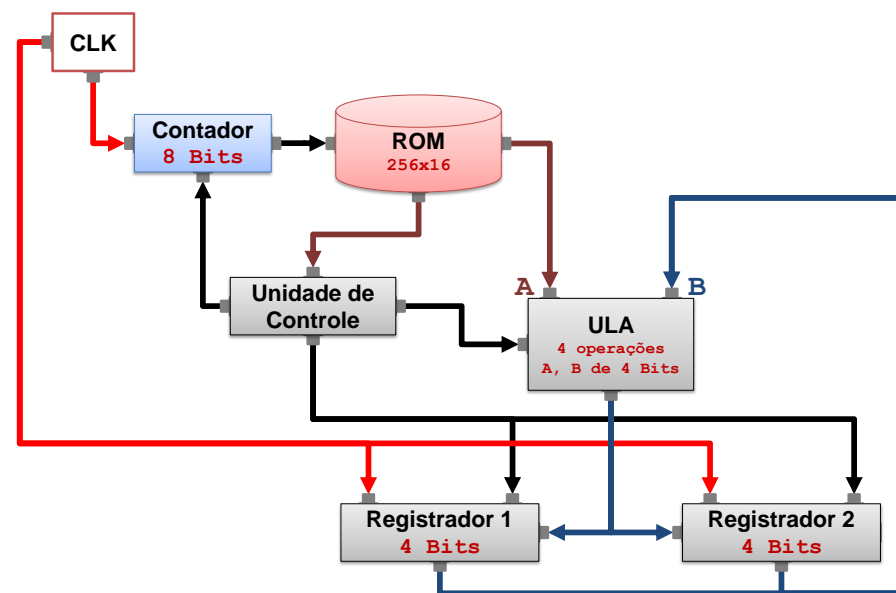 CLK
Contador
8 Bits
ROM
256x16
A
B
Unidade de
Controle
ULA
4 operações
A, B de 4 Bits
Registrador 1
4 Bits
Registrador 2
4 Bits